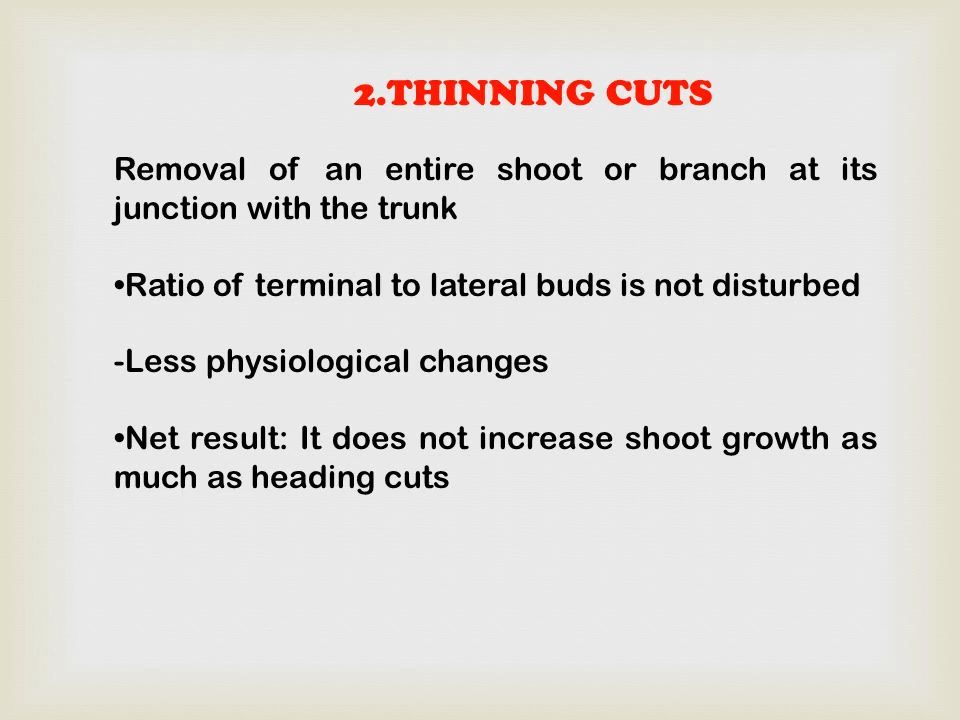 2.THINNING CUTS
Removal of an entire shoot or branch at its
junction with the trunk
•Ratio of terminal to lateral buds is not disturbed
-Less physiological changes
•Net result: It does not increase shoot growth as
much as heading cuts